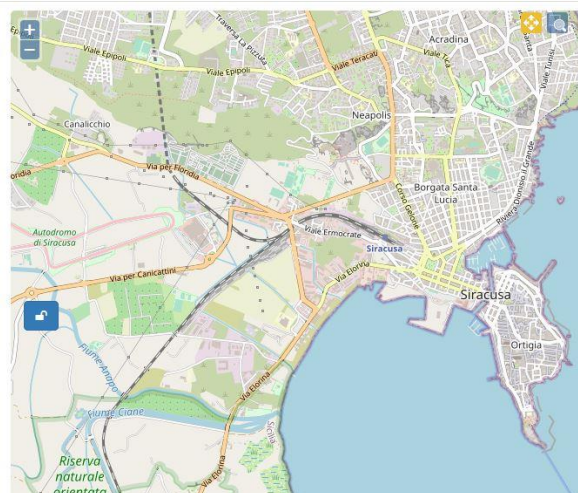 +
−
Traversa La Pizzuta
Acradina
Viale Tunisi
Viale Epipoli
Viale Epipoli
Viale Teracati
Viale Tica
Neapolis
Canalicchio
Via per Floridia
Borgata Santa
Lucia
Corso Gelone
Riviera Dionisio il Grande
Autodromo
di Siracusa
Viale Ermocrate
Siracusa
Via Elorina
Via per Canicattini
Siracusa
Ortigia
Fiume Anapo
Via Elorina
Fiume Ciane
Sicilia
Via Elorina
Riserva
naturale
orientata